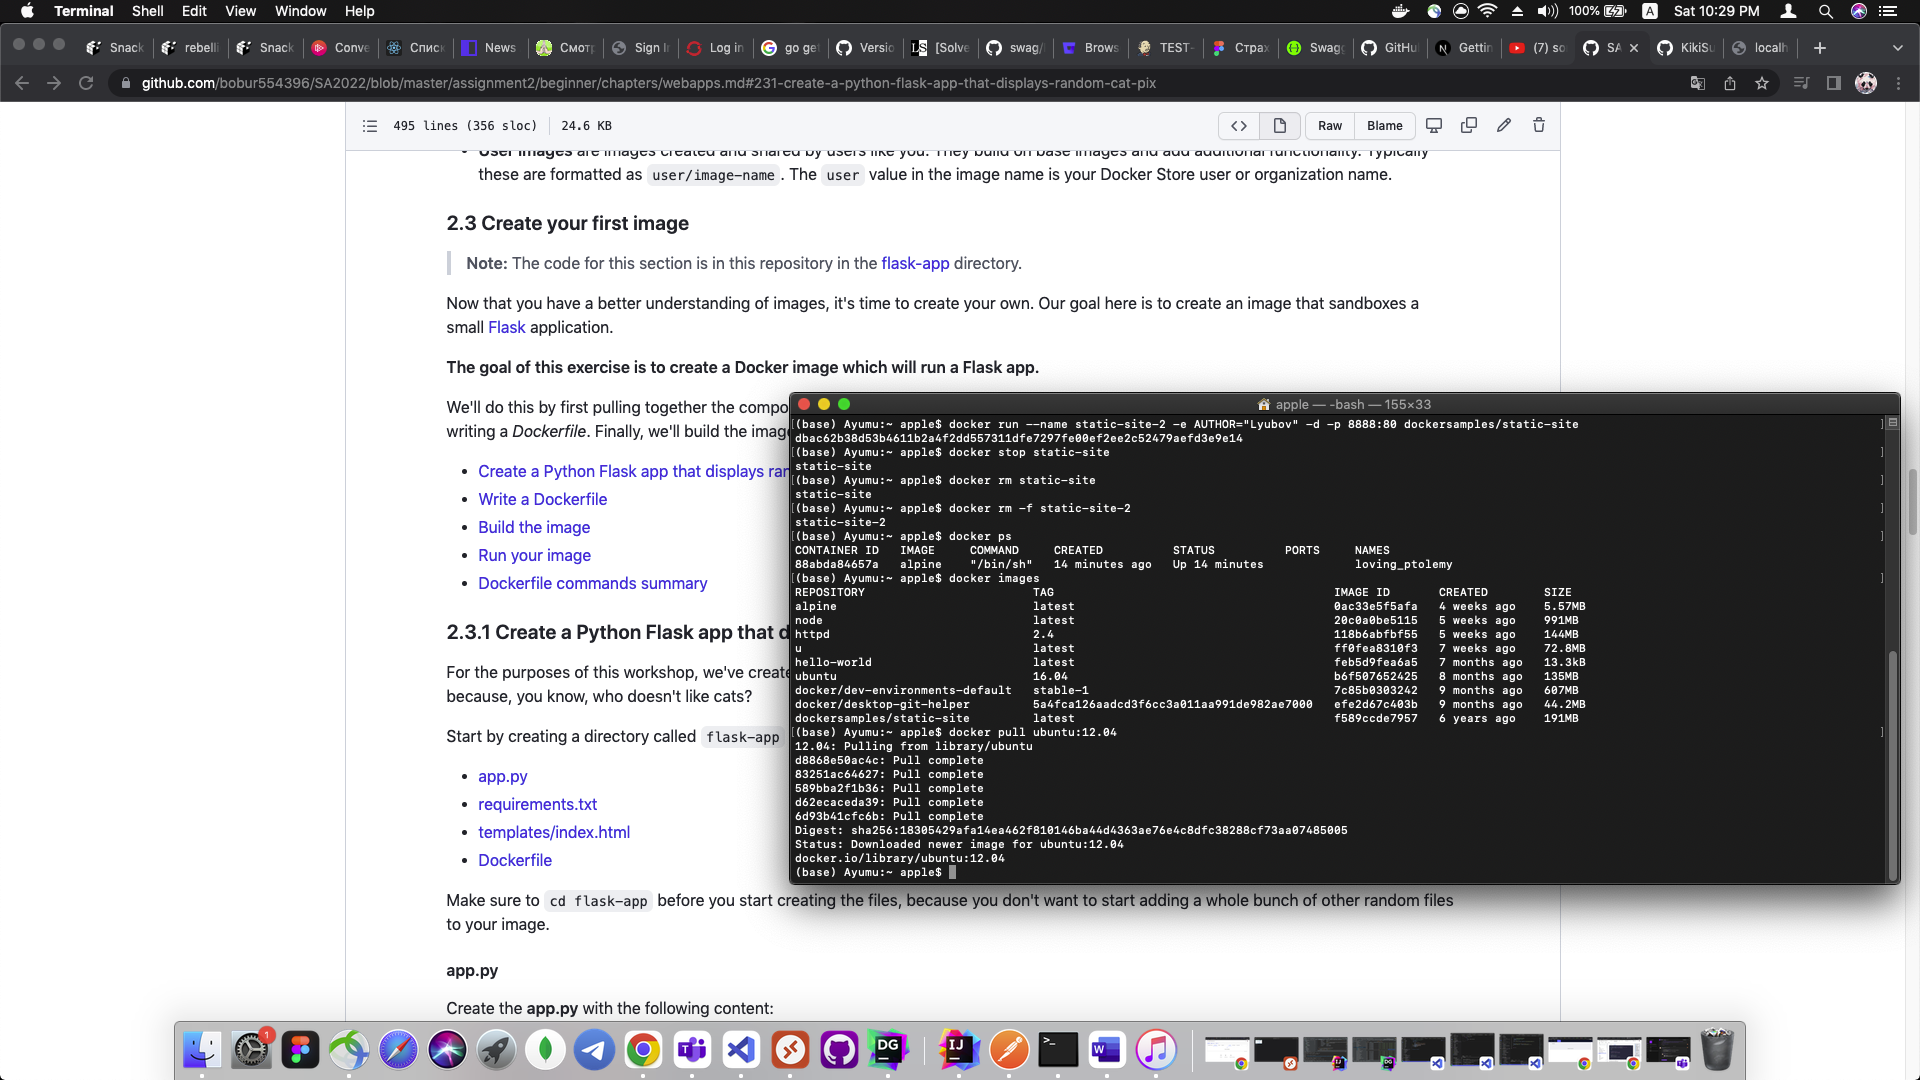 Terminal Shell Edit View Window Help
100% A Sat 10:29 PM
Snack rebelli Snack Conve Списк News Смотр Sign In Log in go get Versio [Solve swag/ Brows TEST- Страх Swagg GitHu Gettin (7) so SA KikiSu localh
github.com/bobur554396/SA2022/blob/master/assignment2/beginner/chapters/webapps.md#231-create-a-python-flask-app-that-displays-random-cat-pix
495 lines (356 sloc) 24.6 KB
Raw Blame
User images are images created and shared by users like you. They build on base images and add additional functionality. Typically
these are formatted as user/image-name. The user value in the image name is your Docker Store user or organization name.
2.3 Create your first image
Note: The code for this section is in this repository in the flask-app directory.
Now that you have a better understanding of images, it's time to create your own. Our goal here is to create an image that sandboxes a
small Flask application.
The goal of this exercise is to create a Docker image which will run a Flask app.
We'll do this by first pulling together the compo
writing a Dockerfile. Finally, we'll build the imag
Create a Python Flask app that displays ran
Write a Dockerfile
Build the image
Run your image
Dockerfile commands summary
2.3.1 Create a Python Flask app that d
For the purposes of this workshop, we've create
because, you know, who doesn't like cats?
Start by creating a directory called flask-app
app.py
requirements.txt
templates/index.html
Dockerfile
Make sure to cd flask-app before you start creating the files, because you don't want to start adding a whole bunch of other random files
to your image.
app.py
Create the app.py with the following content:
apple — -bash — 155×33
[(base) Ayumu:~ apple$ docker run --name static-site-2 -e AUTHOR="Lyubov" -d -p 8888:80 dockersamples/static-site ]
dbac62b38d53b4611b2a4f2dd557311dfe7297fe00ef2ee2c52479aefd3e9e14
[(base) Ayumu:~ apple$ docker stop static-site ]
static-site
[(base) Ayumu:~ apple$ docker rm static-site ]
static-site
[(base) Ayumu:~ apple$ docker rm -f static-site-2 ]
static-site-2
[(base) Ayumu:~ apple$ docker ps ]
CONTAINER ID IMAGE COMMAND CREATED STATUS PORTS NAMES
88abda84657a alpine "/bin/sh" 14 minutes ago Up 14 minutes loving_ptolemy
[(base) Ayumu:~ apple$ docker images ]
REPOSITORY TAG IMAGE ID CREATED SIZE
alpine latest 0ac33e5f5afa 4 weeks ago 5.57MB
node latest 20c0a0be5115 5 weeks ago 991MB
httpd 2.4 118b6abfbf55 5 weeks ago 144MB
u latest ff0fea8310f3 7 weeks ago 72.8MB
hello-world latest feb5d9fea6a5 7 months ago 13.3kB
ubuntu 16.04 b6f507652425 8 months ago 135MB
docker/dev-environments-default stable-1 7c85b0303242 9 months ago 607MB
docker/desktop-git-helper 5a4fca126aadcd3f6cc3a011aa991de982ae7000 efe2d67c403b 9 months ago 44.2MB
dockersamples/static-site latest f589ccde7957 6 years ago 191MB
[(base) Ayumu:~ apple$ docker pull ubuntu:12.04 ]
12.04: Pulling from library/ubuntu
d8868e50ac4c: Pull complete
83251ac64627: Pull complete
589bba2f1b36: Pull complete
d62ecaceda39: Pull complete
6d93b41cfc6b: Pull complete
Digest: sha256:18305429afa14ea462f810146ba44d4363ae76e4c8dfc38288cf73aa07485005
Status: Downloaded newer image for ubuntu:12.04
docker.io/library/ubuntu:12.04
(base) Ayumu:~ apple$
1 DG IJ W